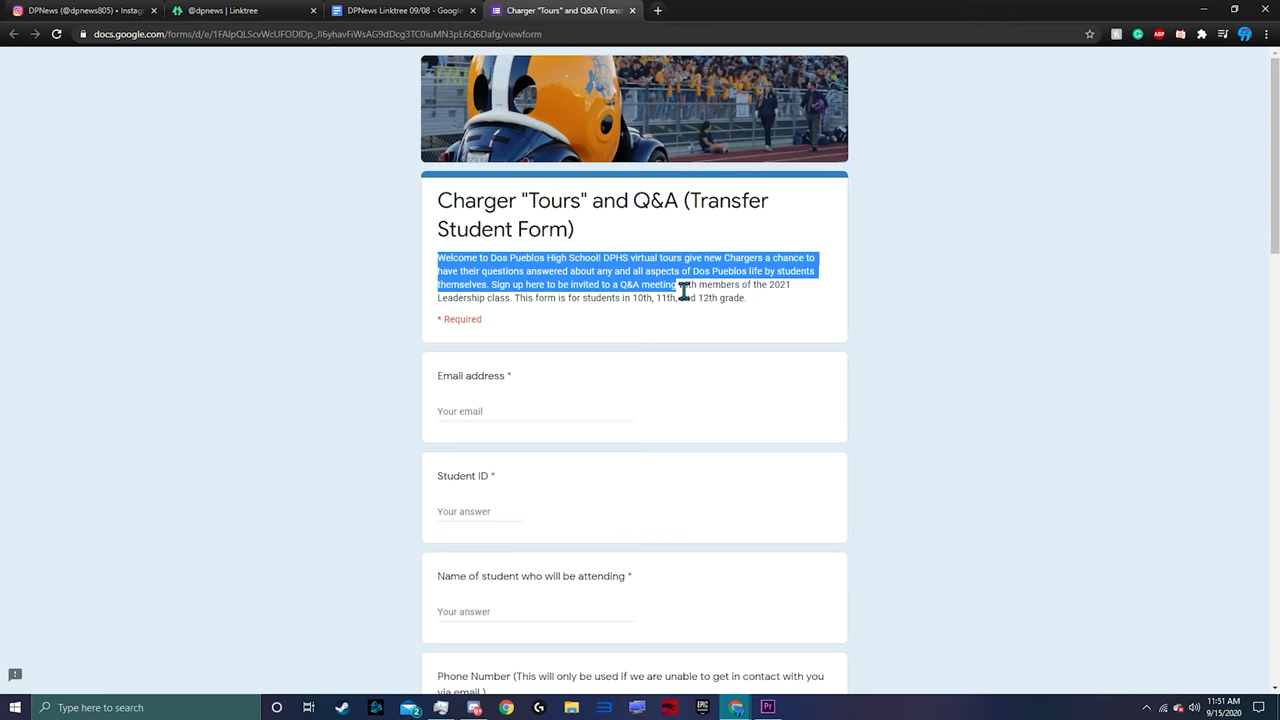 DPNews (@dpnews805) • Instag
@dpnews | Linktree
DPNews Linktree 09/08 - Google
Charger "Tours" and Q&A (Transf
docs.google.com/forms/d/e/1FAIpQLScvWcUFODIDp_JI6yhavFiWsAG9dDcg3TC0iuMN3pL6Q6Dafg/viewform
Charger "Tours" and Q&A (Transfer
Student Form)
Welcome to Dos Pueblos High School! DPHS virtual tours give new Chargers a chance to
have their questions answered about any and all aspects of Dos Pueblos life by students
themselves. Sign up here to be invited to a Q&A meeting with members of the 2021
Leadership class. This form is for students in 10th, 11th, and 12th grade.
* Required
Email address *
Your email
Student ID *
Your answer
Name of student who will be attending *
Your answer
Phone Number (This will only be used if we are unable to get in contact with you
via email.)
Type here to search
11:51 AM
9/15/2020